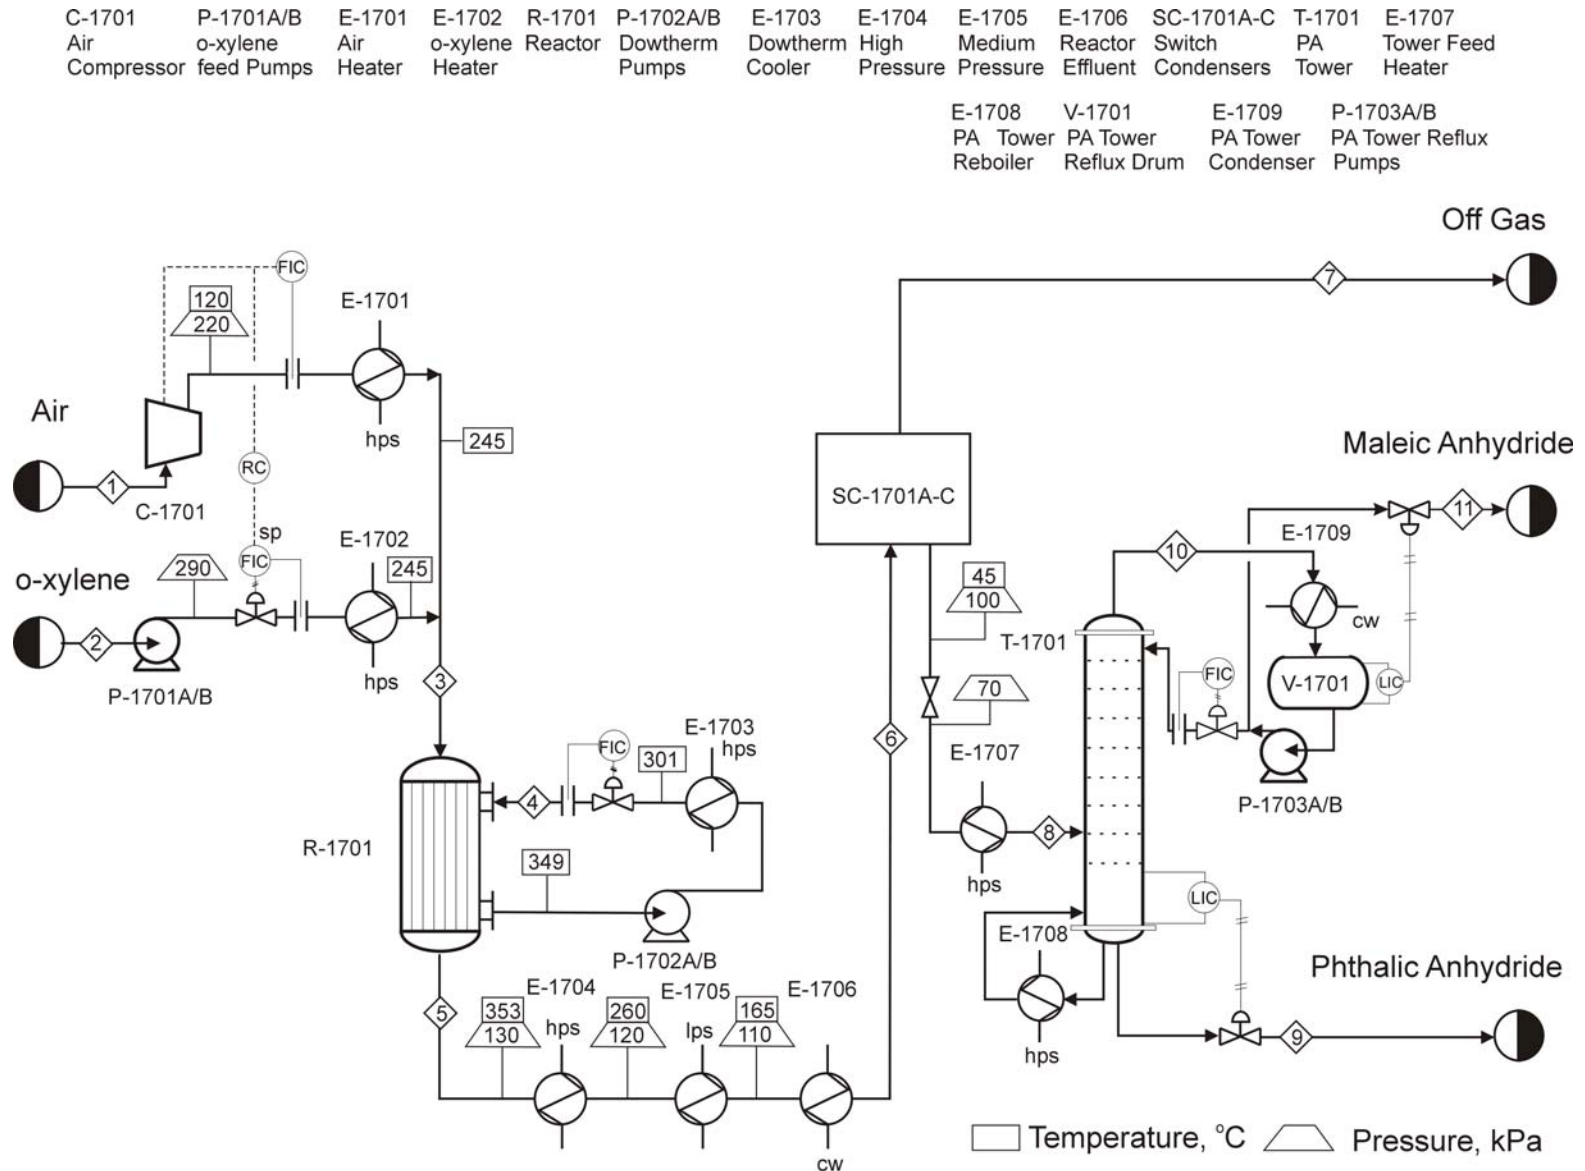 C-1701 P-1701A/B E-1701 E-1702 R-1701 P-1702A/B E-1703 E-1704 E-1705 E-1706 SC-1701A-C T-1701 E-1707
Air o-xylene Air o-xylene Reactor Dowtherm Dowtherm High Medium Reactor Switch PA Tower Feed
Compressor feed Pumps Heater Heater Pumps Cooler Pressure Pressure Effluent Condensers Tower Heater
E-1708 V-1701 E-1709 P-1703A/B
PA Tower PA Tower PA Tower PA Tower Reflux
Reboiler Reflux Drum Condenser Pumps
Off Gas
7
FIC
120
220
E-1701
hps
245
Air
1
C-1701
RC
sp
FIC
E-1702
245
290
o-xylene
2
P-1701A/B
hps
3
SC-1701A-C
Maleic Anhydride
11
E-1709
10
cw
45
100
T-1701
FIC
V-1701
LIC
70
6
E-1707
8
hps
P-1703A/B
E-1703
hps
FIC
301
4
R-1701
349
P-1702A/B
LIC
E-1708
hps
Phthalic Anhydride
9
5
E-1704
353
130
hps
E-1705
260
120
lps
E-1706
165
110
cw
Temperature, °C Pressure, kPa